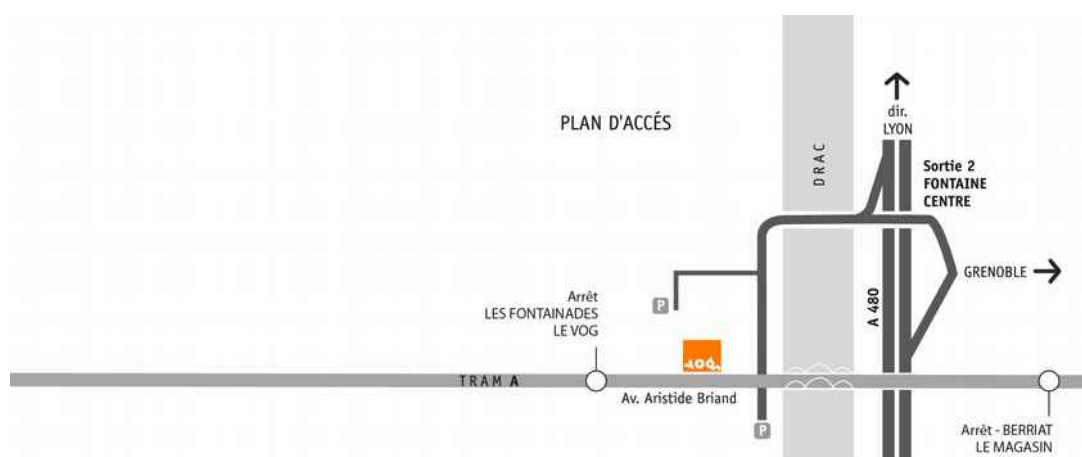 PLAN D'ACCÉS
DRAC
dir.
LYON
Sortie 2
FONTAINE
CENTRE
GRENOBLE
A 480
Arrêt
LES FONTAINADES
LE VOG
P
VOG
TRAM A
Av. Aristide Briand
P
Arrêt - BERRIAT
LE MAGASIN